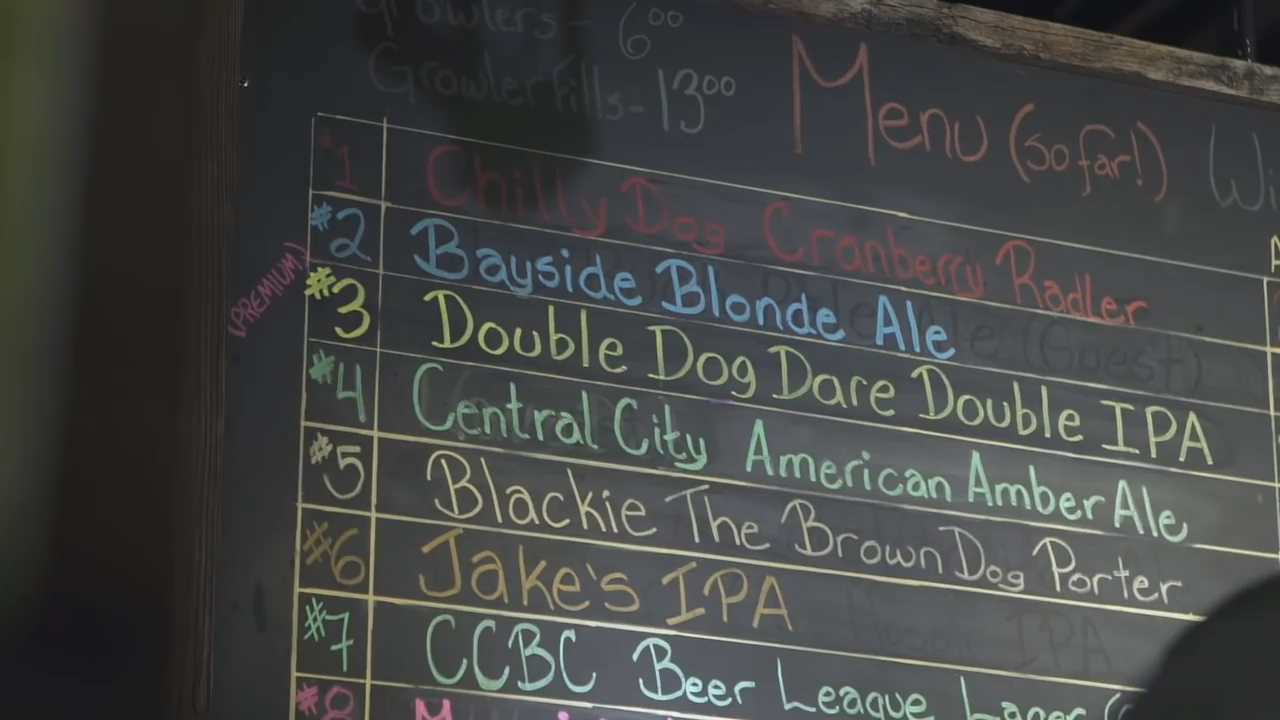 Growlers - 6⁰⁰
Growler Fills - 13⁰⁰
Menu (so far!)
#1 Chilly Dog Cranberry Radler
#2 Bayside Blonde Ale
(PREMIUM)
#3 Double Dog Dare Double IPA
#4 Central City American Amber Ale
#5 Blackie The Brown Dog Porter
#6 Jake's IPA
#7 CCBC Beer League Lager
#8